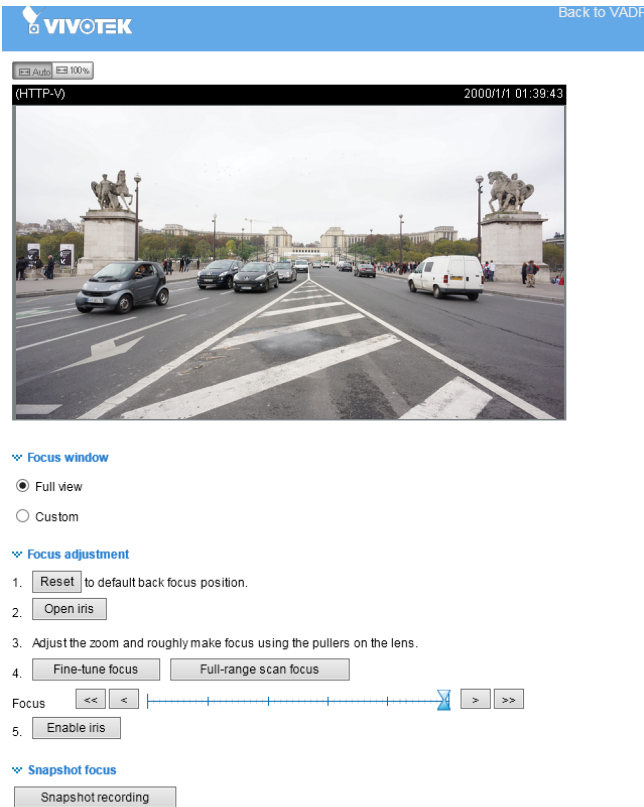 VIVOTEK
Back to VADP
Auto 100%
(HTTP-V) 2000/1/1 01:39:43
Focus window
Full view
Custom
Focus adjustment
1. Reset to default back focus position.
2. Open iris
3. Adjust the zoom and roughly make focus using the pullers on the lens.
4. Fine-tune focus Full-range scan focus
Focus << < > >>
5. Enable iris
Snapshot focus
Snapshot recording